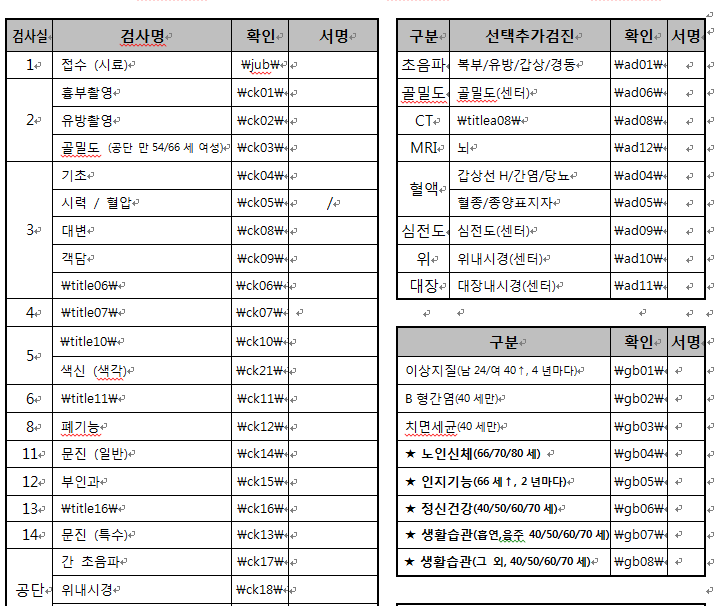 검사실 검사명 확인 서명
1 접수 (시료) ₩jub₩
2 흉부촬영 ₩ck01₩
유방촬영 ₩ck02₩
골밀도 (공단 만 54/66 세 여성) ₩ck03₩
3 기초 ₩ck04₩
시력 / 혈압 ₩ck05₩ /
대변 ₩ck08₩
객담 ₩ck09₩
₩title06₩ ₩ck06₩
4 ₩title07₩ ₩ck07₩
5 ₩title10₩ ₩ck10₩
색신 (색각) ₩ck21₩
6 ₩title11₩ ₩ck11₩
8 폐기능 ₩ck12₩
11 문진 (일반) ₩ck14₩
12 부인과 ₩ck15₩
13 ₩title16₩ ₩ck16₩
14 문진 (특수) ₩ck13₩
공단 간 초음파 ₩ck17₩
위내시경 ₩ck18₩
구분 선택추가검진 확인 서명
초음파 복부/유방/갑상/경동 ₩ad01₩
골밀도 골밀도(센터) ₩ad06₩
CT ₩titlea08₩ ₩ad08₩
MRI 뇌 ₩ad12₩
혈액 갑상선 H/간염/당뇨 ₩ad04₩
혈종/종양표지자 ₩ad05₩
심전도 심전도(센터) ₩ad09₩
위 위내시경(센터) ₩ad10₩
대장 대장내시경(센터) ₩ad11₩
구분 확인 서명
이상지질(남 24/여 40↑, 4 년마다) ₩gb01₩
B 형간염(40 세만) ₩gb02₩
치면세균(40 세만) ₩gb03₩
★ 노인신체(66/70/80 세) ₩gb04₩
★ 인지기능(66 세↑, 2 년마다) ₩gb05₩
★ 정신건강(40/50/60/70 세) ₩gb06₩
★ 생활습관(흡연,음주 40/50/60/70 세) ₩gb07₩
★ 생활습관(그 외, 40/50/60/70 세) ₩gb08₩